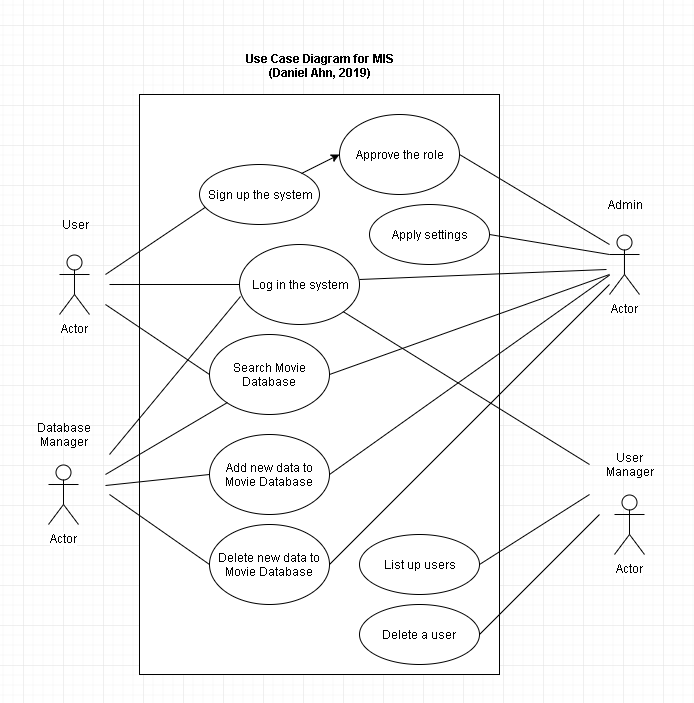 Use Case Diagram for MIS
(Daniel Ahn, 2019)
Approve the role
Sign up the system
Admin
User
Apply settings
Log in the system
Actor
Actor
Search Movie
Database
Database
Manager
User
Manager
Add new data to
Movie Database
Actor
Delete new data to
Movie Database
List up users
Actor
Delete a user